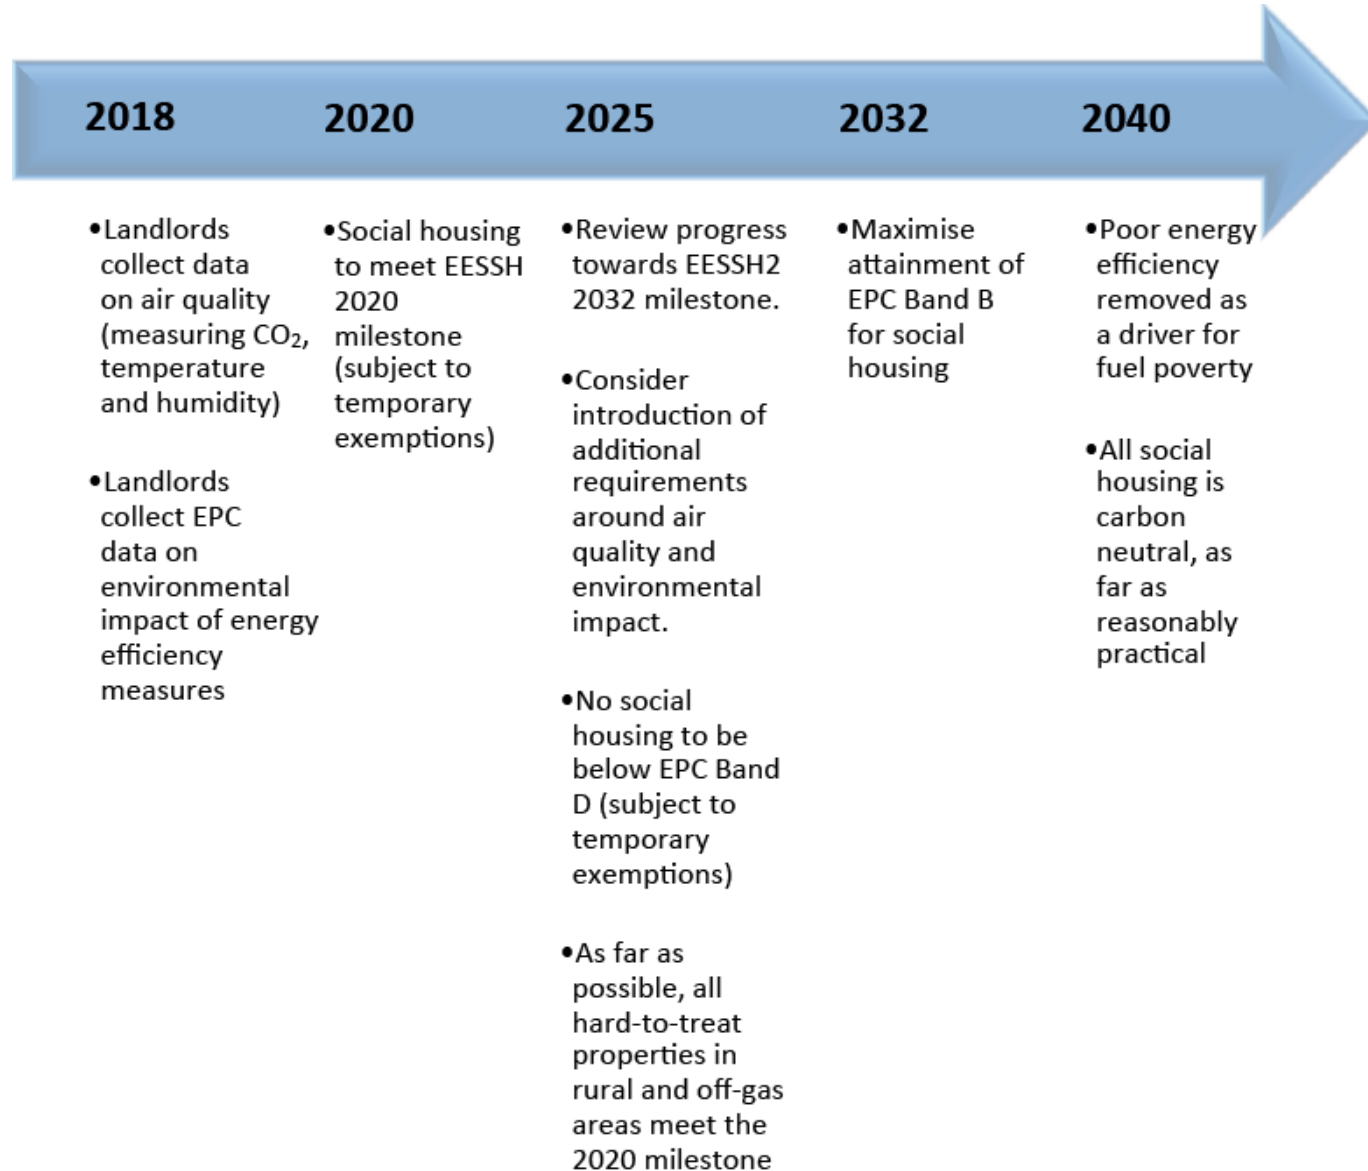 2018 2020 2025 2032 2040
•Landlords
collect data
on air quality
(measuring CO₂,
temperature
and humidity)
•Landlords
collect EPC
data on
environmental
impact of energy
efficiency
measures
•Social housing
to meet EESSH
2020
milestone
(subject to
temporary
exemptions)
•Review progress
towards EESSH2
2032 milestone.
•Consider
introduction of
additional
requirements
around air
quality and
environmental
impact.
•No social
housing to be
below EPC Band
D (subject to
temporary
exemptions)
•As far as
possible, all
hard-to-treat
properties in
rural and off-gas
areas meet the
2020 milestone
•Maximise
attainment of
EPC Band B
for social
housing
•Poor energy
efficiency
removed as
a driver for
fuel poverty
•All social
housing is
carbon
neutral, as
far as
reasonably
practical